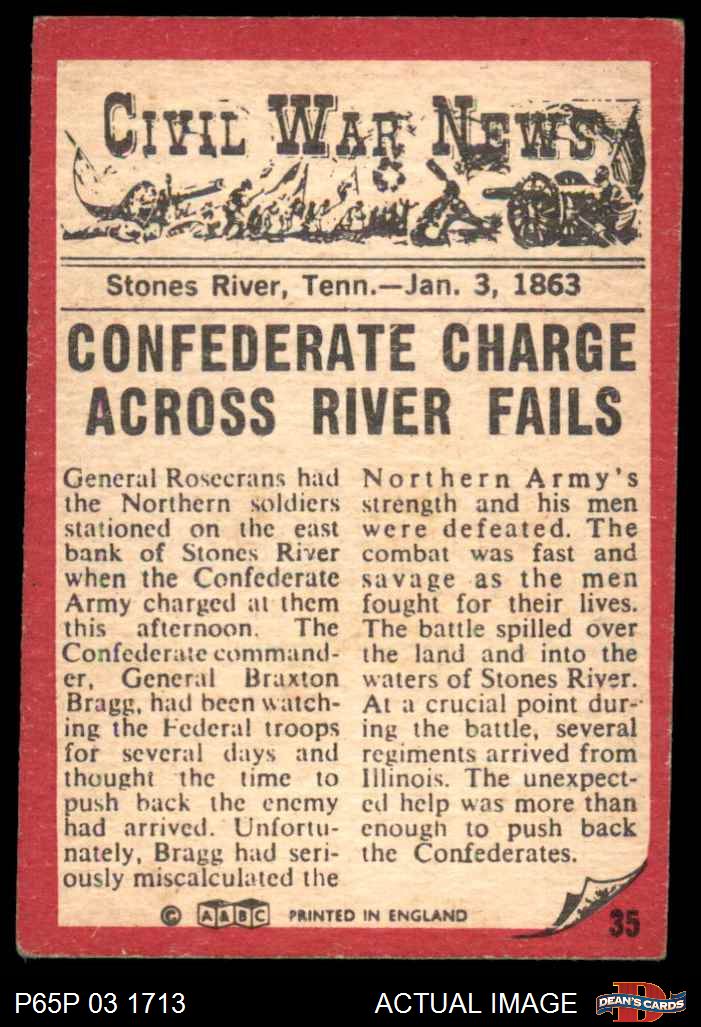 CIVIL WAR NEWS
Stones River, Tenn.—Jan. 3, 1863
CONFEDERATE CHARGE
ACROSS RIVER FAILS
General Rosecrans had
the Northern soldiers
stationed on the east
bank of Stones River
when the Confederate
Army charged at them
this afternoon. The
Confederate command-
er, General Braxton
Bragg, had been watch-
ing the Federal troops
for several days and
thought the time to
push back the enemy
had arrived. Unfortu-
nately, Bragg had seri-
ously miscalculated the
Northern Army's
strength and his men
were defeated. The
combat was fast and
savage as the men
fought for their lives.
The battle spilled over
the land and into the
waters of Stones River.
At a crucial point dur-
ing the battle, several
regiments arrived from
Illinois. The unexpect-
ed help was more than
enough to push back
the Confederates.
© A&BC PRINTED IN ENGLAND
35
P65P 03 1713
ACTUAL IMAGE
D
DEAN'S CARDS